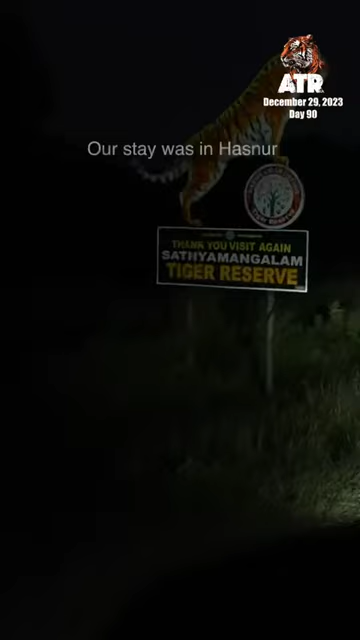 ATR
December 29, 2023
Day 90
Our stay was in Hasnur
THANK YOU VISIT AGAIN
SATHYAMANGALAM
TIGER RESERVE